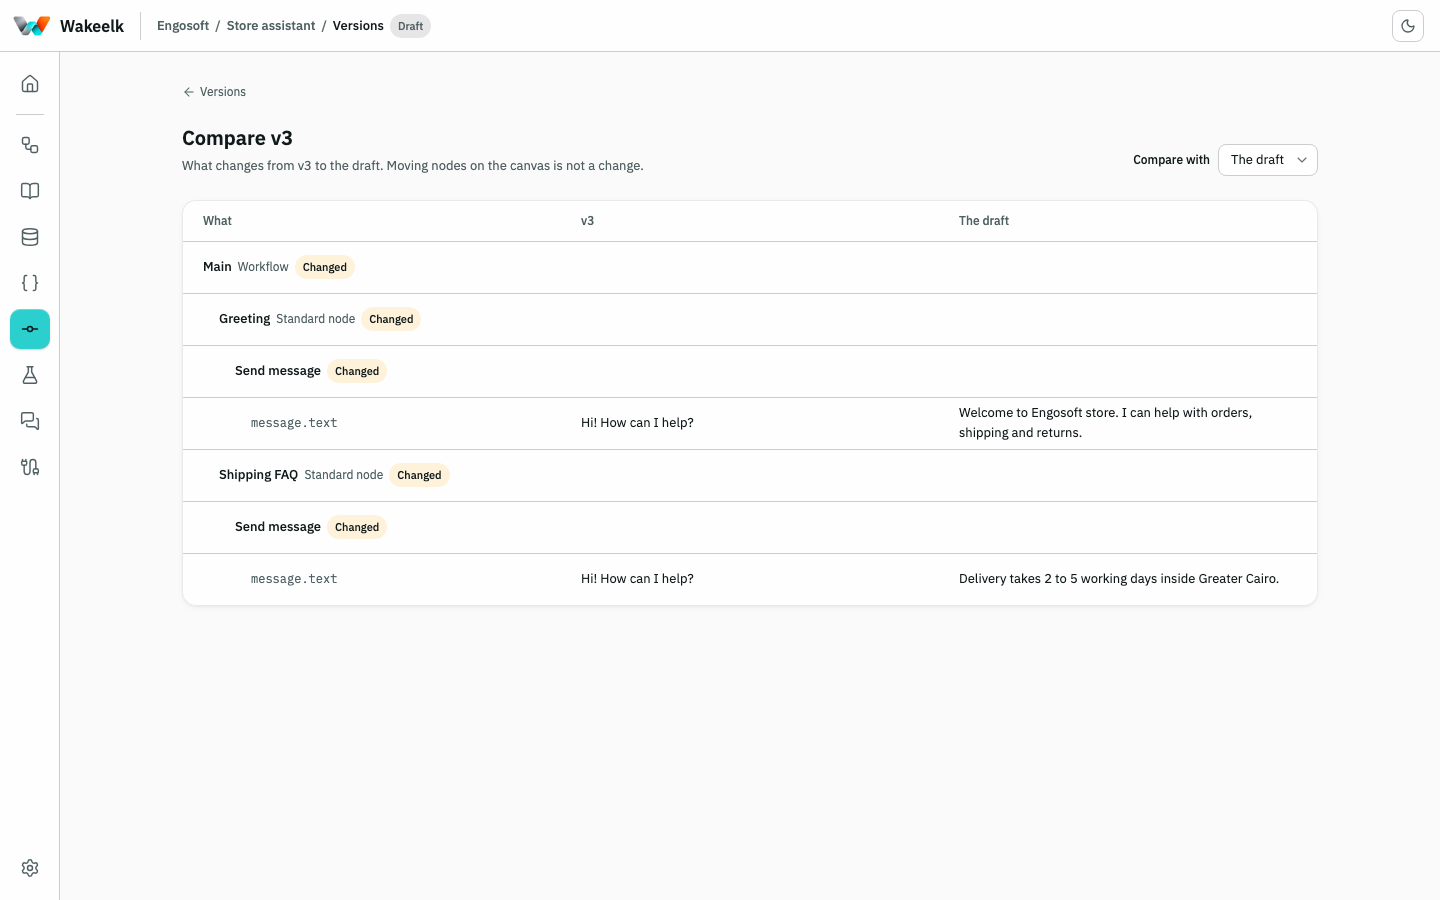 Wakeelk
Engosoft / Store assistant / Versions Draft
← Versions
Compare v3
What changes from v3 to the draft. Moving nodes on the canvas is not a change.
Compare with The draft
What v3 The draft
Main Workflow Changed
Greeting Standard node Changed
Send message Changed
message.text Hi! How can I help? Welcome to Engosoft store. I can help with orders,
shipping and returns.
Shipping FAQ Standard node Changed
Send message Changed
message.text Hi! How can I help? Delivery takes 2 to 5 working days inside Greater Cairo.